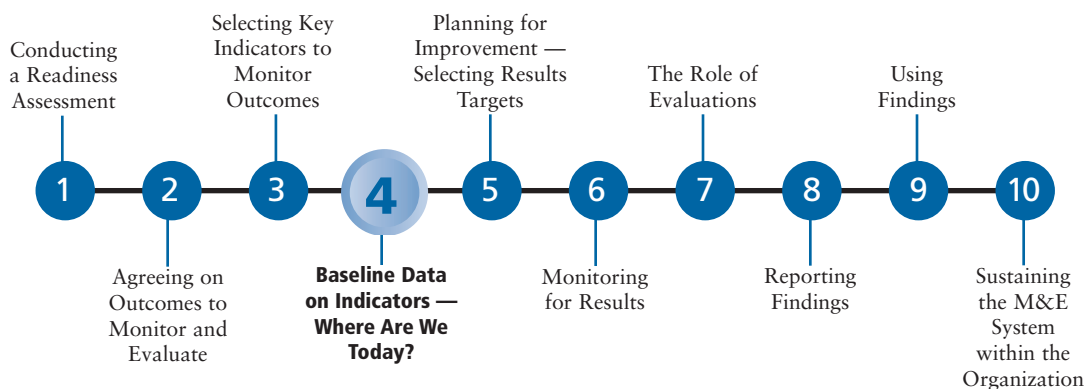 Conducting
a Readiness
Assessment
Selecting Key
Indicators to
Monitor
Outcomes
Planning for
Improvement —
Selecting Results
Targets
The Role of
Evaluations
Using
Findings
1
2
3
4
5
6
7
8
9
10
Agreeing on
Outcomes to
Monitor and
Evaluate
Baseline Data
on Indicators —
Where Are We
Today?
Monitoring
for Results
Reporting
Findings
Sustaining
the M&E
System
within the
Organization